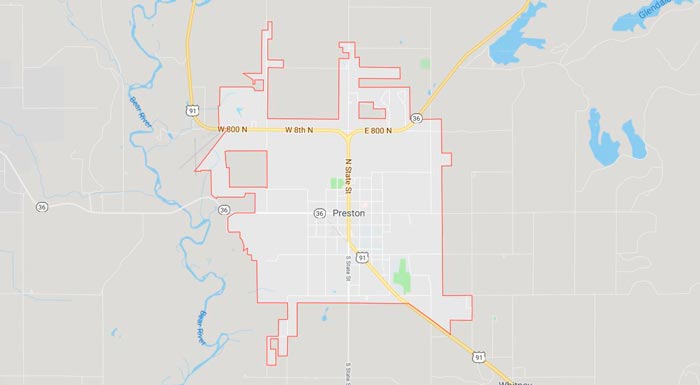 Glendale
91
Bear River
36
W 800 N
W 8th N
E 800 N
N State St
36
36
36
Preston
91
S State St
Bear River
S State St
91
Whitney